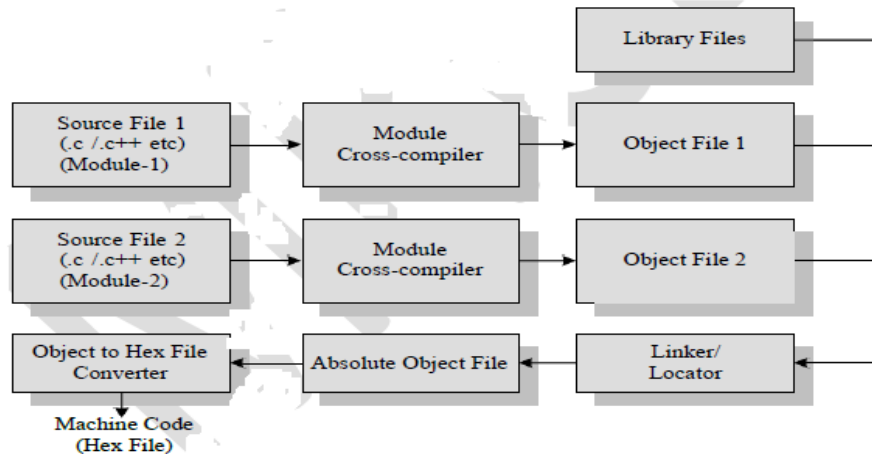 Library Files
Source File 1
(.c /.c++ etc)
(Module-1)
Module
Cross-compiler
Object File 1
Source File 2
(.c /.c++ etc)
(Module-2)
Module
Cross-compiler
Object File 2
Object to Hex File
Converter
Absolute Object File
Linker/
Locator
Machine Code
(Hex File)